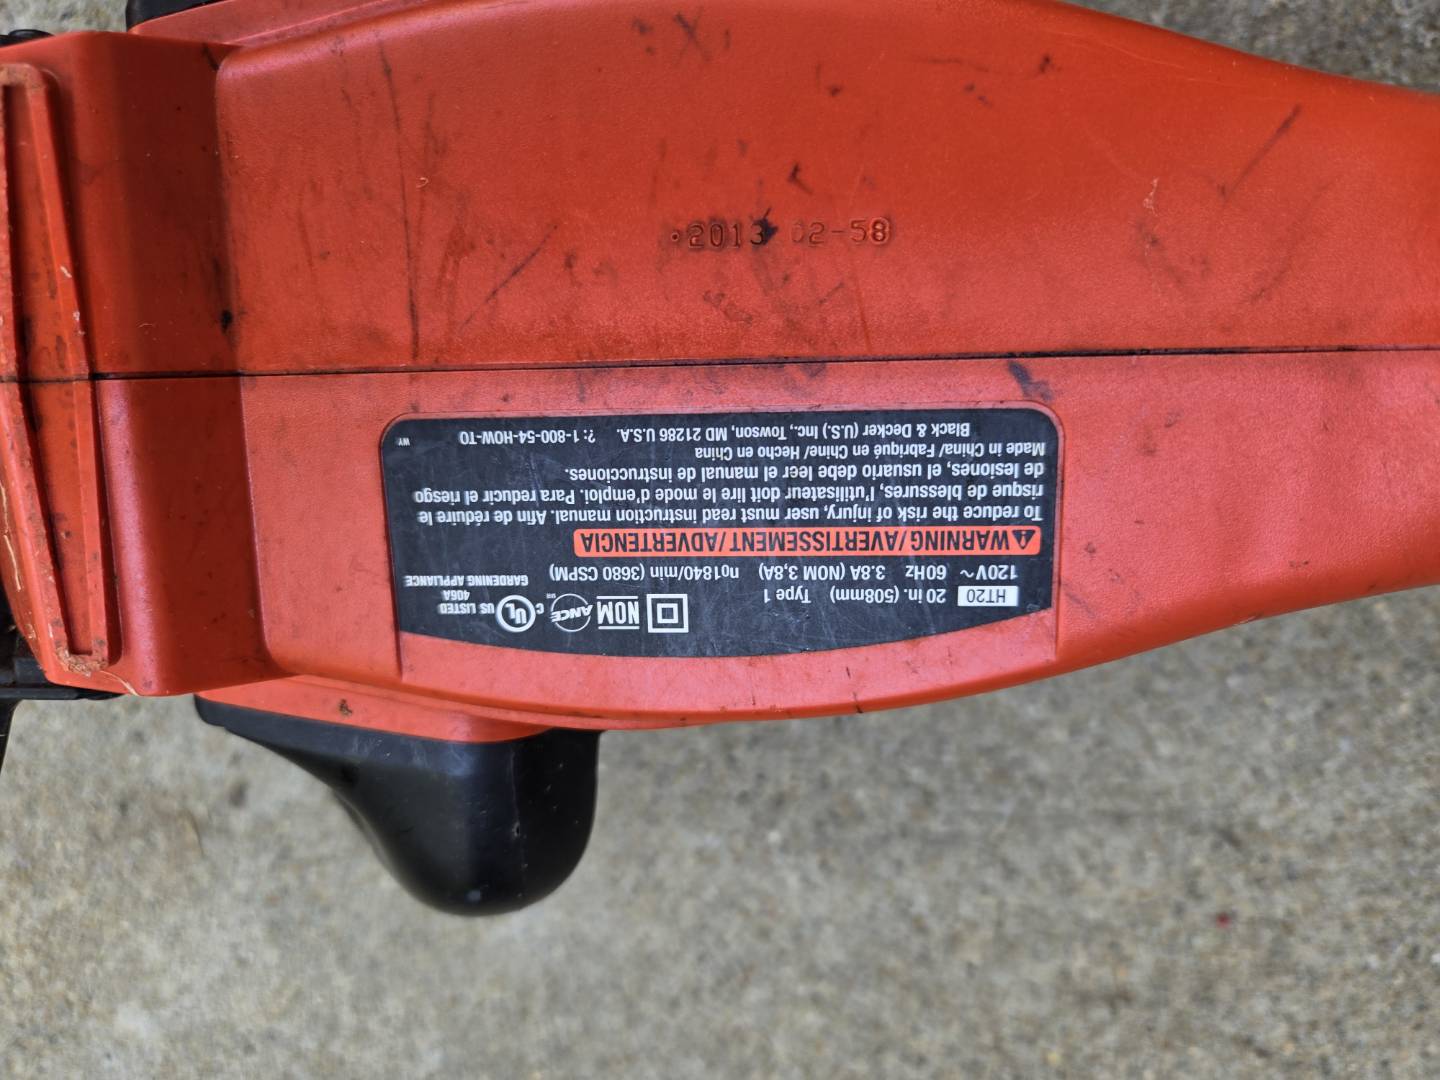 2013 02-58
HT20 20 in. (508mm) Type 1
120V~ 60Hz 3.8A (NOM 3,8A) no1840/min (3680 CSPM)
NOM ANCE C UL US LISTED
406A
GARDENING APPLIANCE
WARNING/AVERTISSEMENT/ADVERTENCIA
To reduce the risk of injury, user must read instruction manual. Afin de réduire le
risque de blessures, l'utilisateur doit lire le mode d'emploi. Para reducir el riesgo
de lesiones, el usuario debe leer el manual de instrucciones.
Made in China/ Fabriqué en Chine/ Hecho en China
Black & Decker (U.S.) Inc., Towson, MD 21286 U.S.A. ?: 1-800-54-HOW-TO
WY